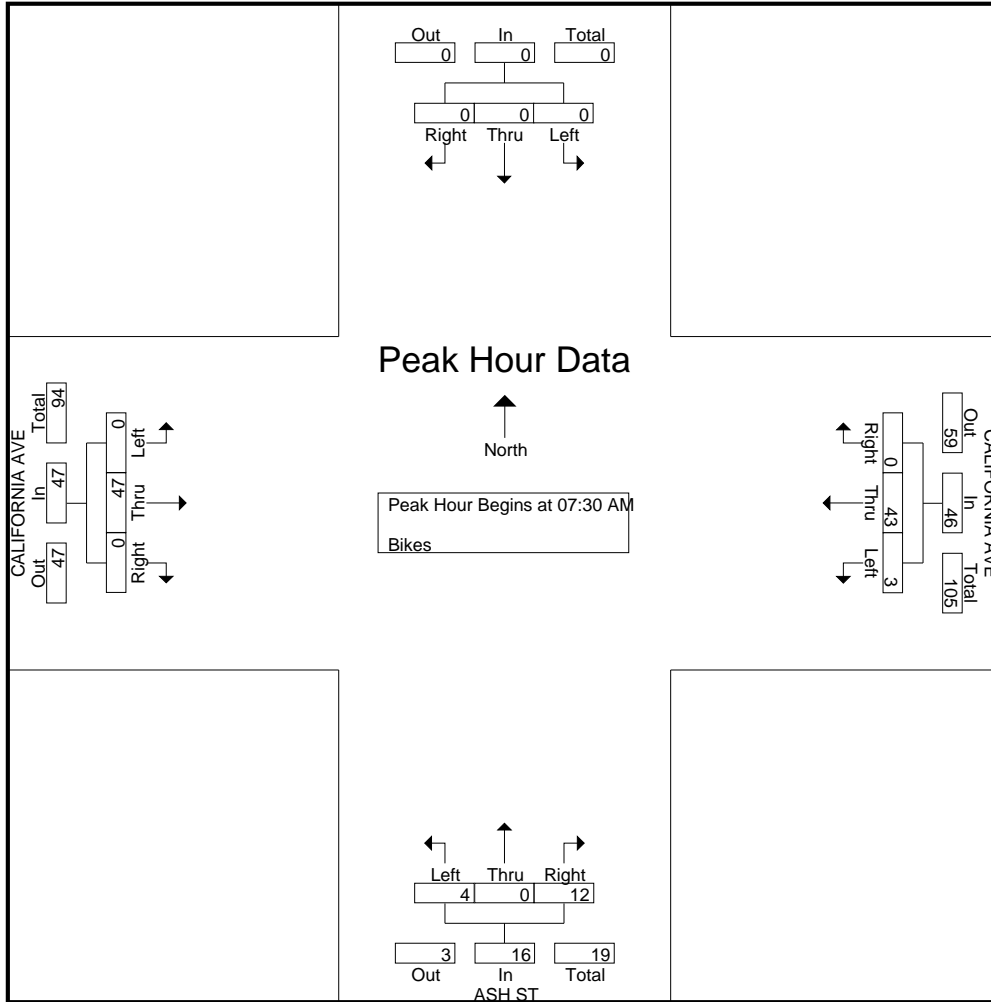 Out In Total
0 0 0
0 0 0
Right Thru Left
Peak Hour Data
North
Peak Hour Begins at 07:30 AM
Bikes
CALIFORNIA AVE
Total In Out
94 47 47
0 47 0
Left Thru Right
CALIFORNIA AVE
Out In Total
59 46 105
0 43 3
Right Thru Left
Left Thru Right
4 0 12
3 16 19
Out In Total
ASH ST